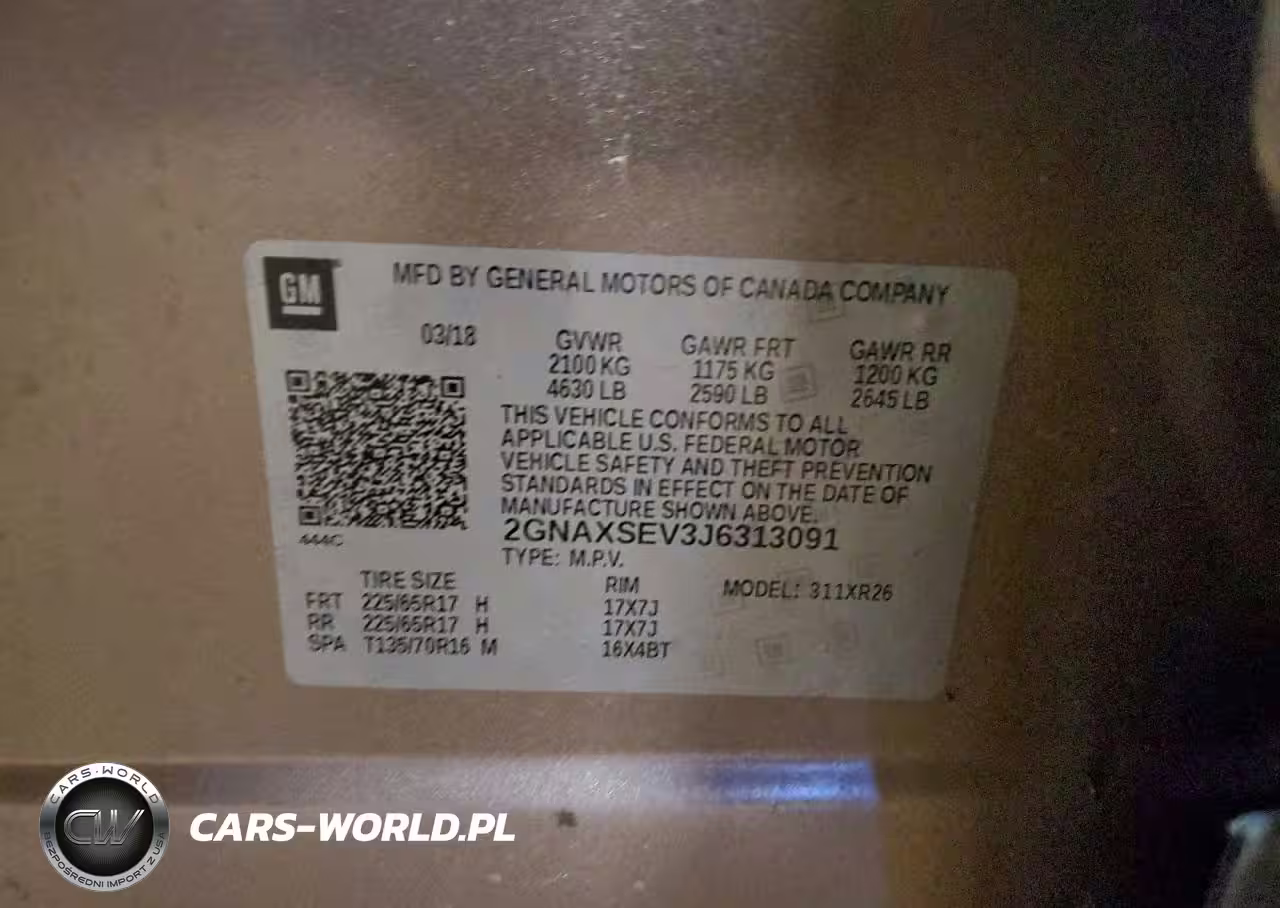 GM
MFD BY GENERAL MOTORS OF CANADA COMPANY
03/18
GVWR GAWR FRT GAWR RR
2100 KG 1175 KG 1200 KG
4630 LB 2590 LB 2645 LB
THIS VEHICLE CONFORMS TO ALL
APPLICABLE U.S. FEDERAL MOTOR
VEHICLE SAFETY AND THEFT PREVENTION
STANDARDS IN EFFECT ON THE DATE OF
MANUFACTURE SHOWN ABOVE.
444C
2GNAXSEV3J6313091
TYPE: M.P.V.
TIRE SIZE RIM MODEL: 311XR26
FRT 225/65R17 H 17X7J
RR 225/65R17 H 17X7J
SPA T135/70R16 M 16X4BT
CARS-WORLD
CW
BEZPOŚREDNI IMPORT Z USA
CARS-WORLD.PL